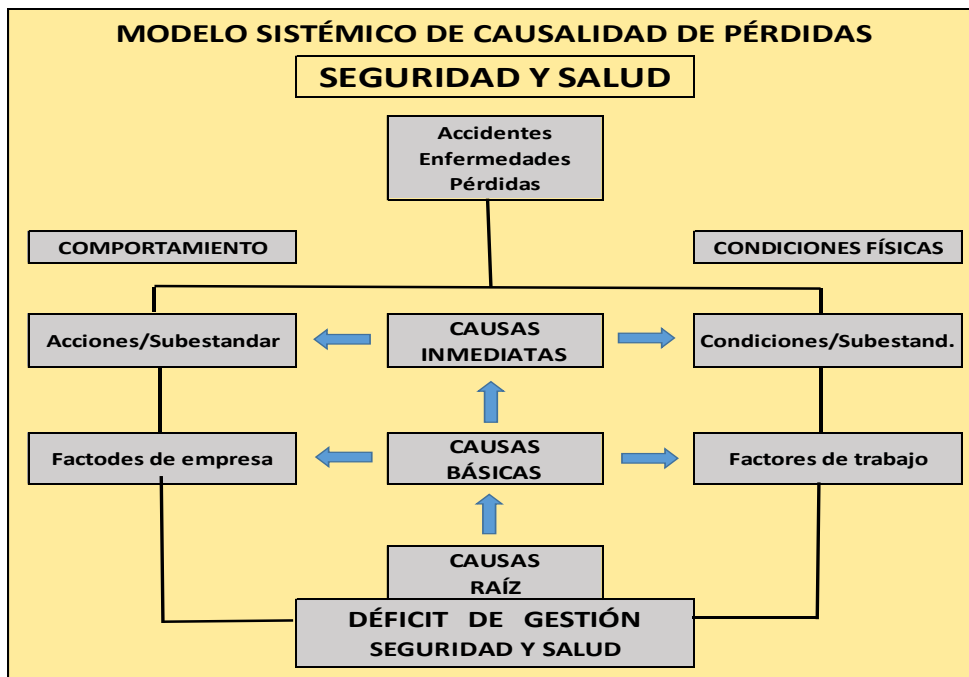 MODELO SISTÉMICO DE CAUSALIDAD DE PÉRDIDAS
SEGURIDAD Y SALUD
Accidentes
Enfermedades
Pérdidas
COMPORTAMIENTO
CONDICIONES FÍSICAS
Acciones/Subestandar
CAUSAS
INMEDIATAS
Condiciones/Subestand.
Factodes de empresa
CAUSAS
BÁSICAS
Factores de trabajo
CAUSAS
RAÍZ
DÉFICIT DE GESTIÓN
SEGURIDAD Y SALUD